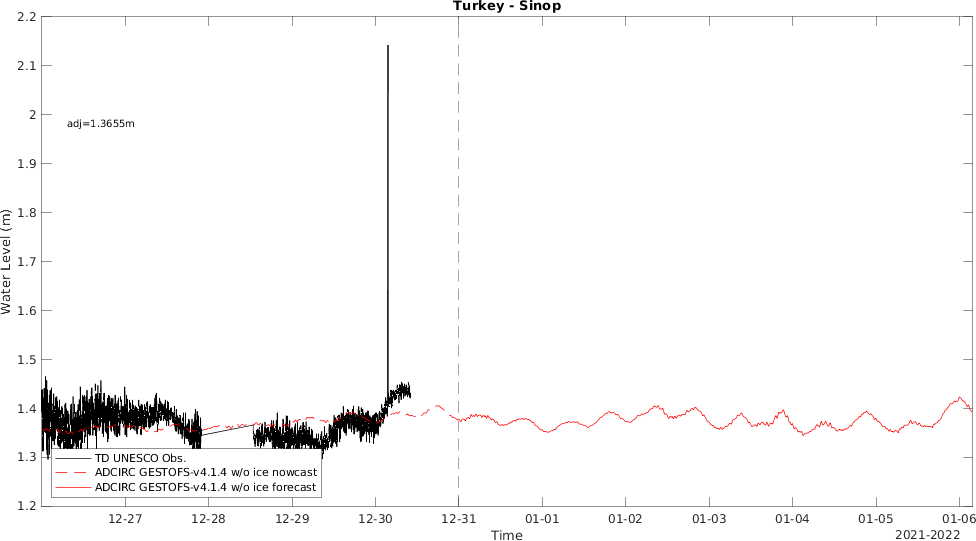 Turkey - Sinop
2.2
2.1
2
1.9
1.8
1.7
1.6
1.5
1.4
1.3
1.2
Water Level (m)
adj=1.3655m
TD UNESCO Obs.
ADCIRC GESTOFS-v4.1.4 w/o ice nowcast
ADCIRC GESTOFS-v4.1.4 w/o ice forecast
12-27 12-28 12-29 12-30 12-31 01-01 01-02 01-03 01-04 01-05 01-06
Time
2021-2022